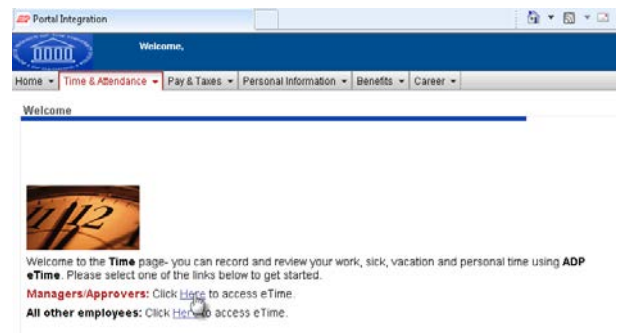 Portal Integration
Welcome,
Home Time & Attendance Pay & Taxes Personal Information Benefits Career
Welcome
11 12
Welcome to the Time page- you can record and review your work, sick, vacation and personal time using ADP
eTime. Please select one of the links below to get started.
Managers/Approvers: Click Here to access eTime.
All other employees: Click Here to access eTime.